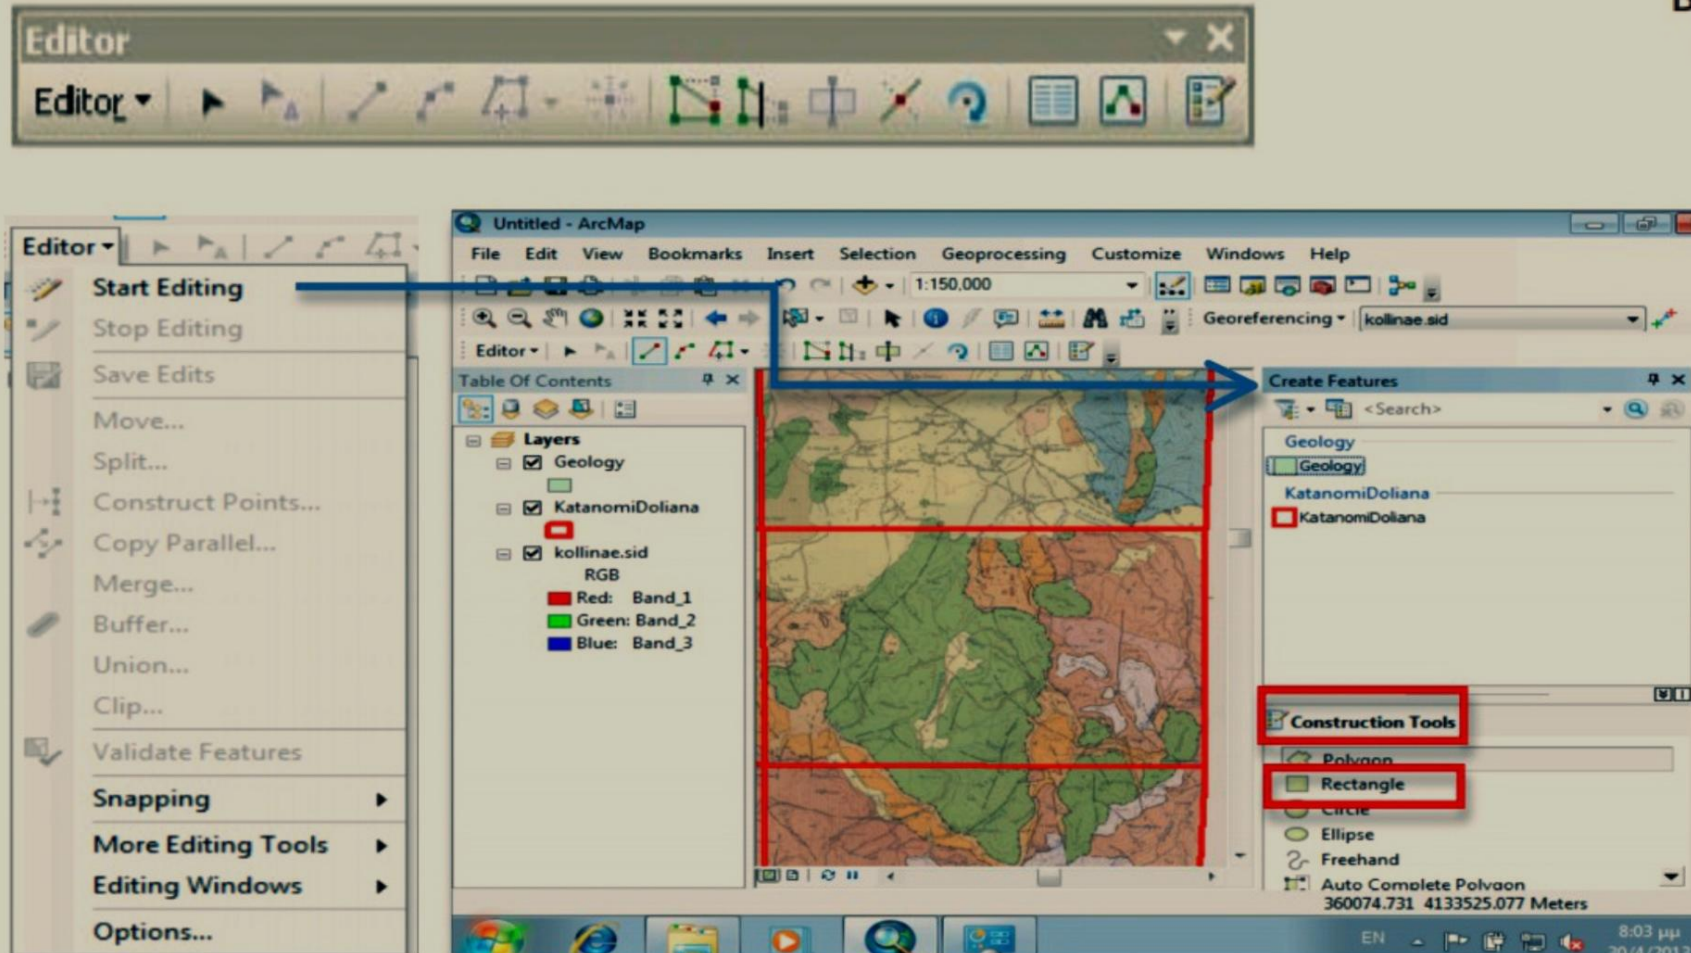 Editor
Editor
Editor
Start Editing
Stop Editing
Save Edits
Move...
Split...
Construct Points...
Copy Parallel...
Merge...
Buffer...
Union...
Clip...
Validate Features
Snapping
More Editing Tools
Editing Windows
Options...
Untitled - ArcMap
File Edit View Bookmarks Insert Selection Geoprocessing Customize Windows Help
1:150,000
Georeferencing kollinae.sid
Editor
Table Of Contents
Layers
Geology
KatanomiDoliana
kollinae.sid
RGB
Red: Band_1
Green: Band_2
Blue: Band_3
Create Features
<Search>
Geology
Geology
KatanomiDoliana
KatanomiDoliana
Construction Tools
Polygon
Rectangle
Circle
Ellipse
Freehand
Auto Complete Polygon
360074.731 4133525.077 Meters
EN
8:03 μμ
30/4/2013